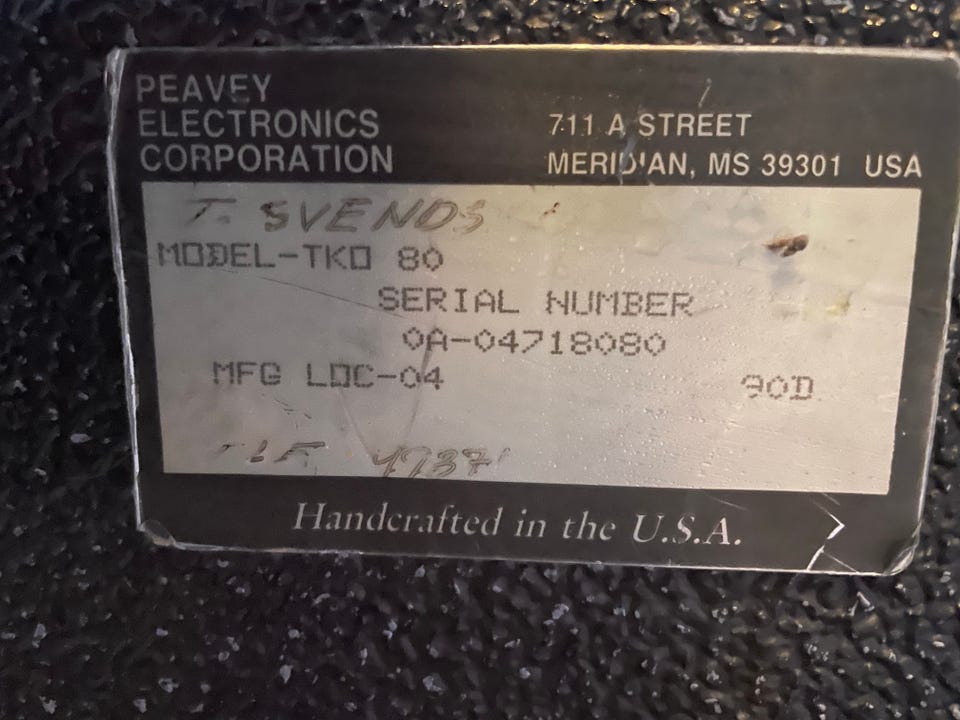 PEAVEY
ELECTRONICS
CORPORATION
711 A STREET
MERIDIAN, MS 39301 USA
T. SVENDS
MODEL-TKO 80
SERIAL NUMBER
0A-04718080
MFG LOC-04
90D
Handcrafted in the U.S.A.